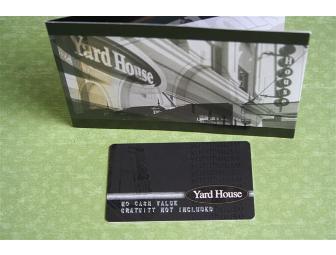 Yard House
Yard House
NO CASH VALUE
GRATUITY NOT INCLUDED